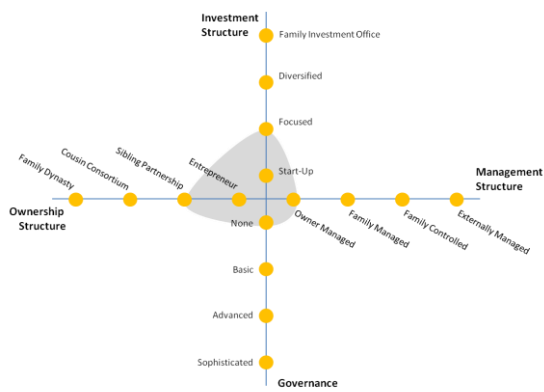 Investment
Structure
Family Investment Office
Diversified
Focused
Start-Up
Family Dynasty
Cousin Consortium
Sibling Partnership
Entrepreneur
Management
Structure
Ownership
Structure
None
Owner Managed
Family Managed
Family Controlled
Externally Managed
Basic
Advanced
Sophisticated
Governance